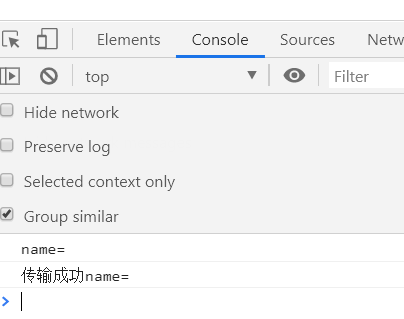 Elements Console Sources Netw
top Filter
Hide network
Preserve log
Selected context only
Group similar
name=
传输成功name=